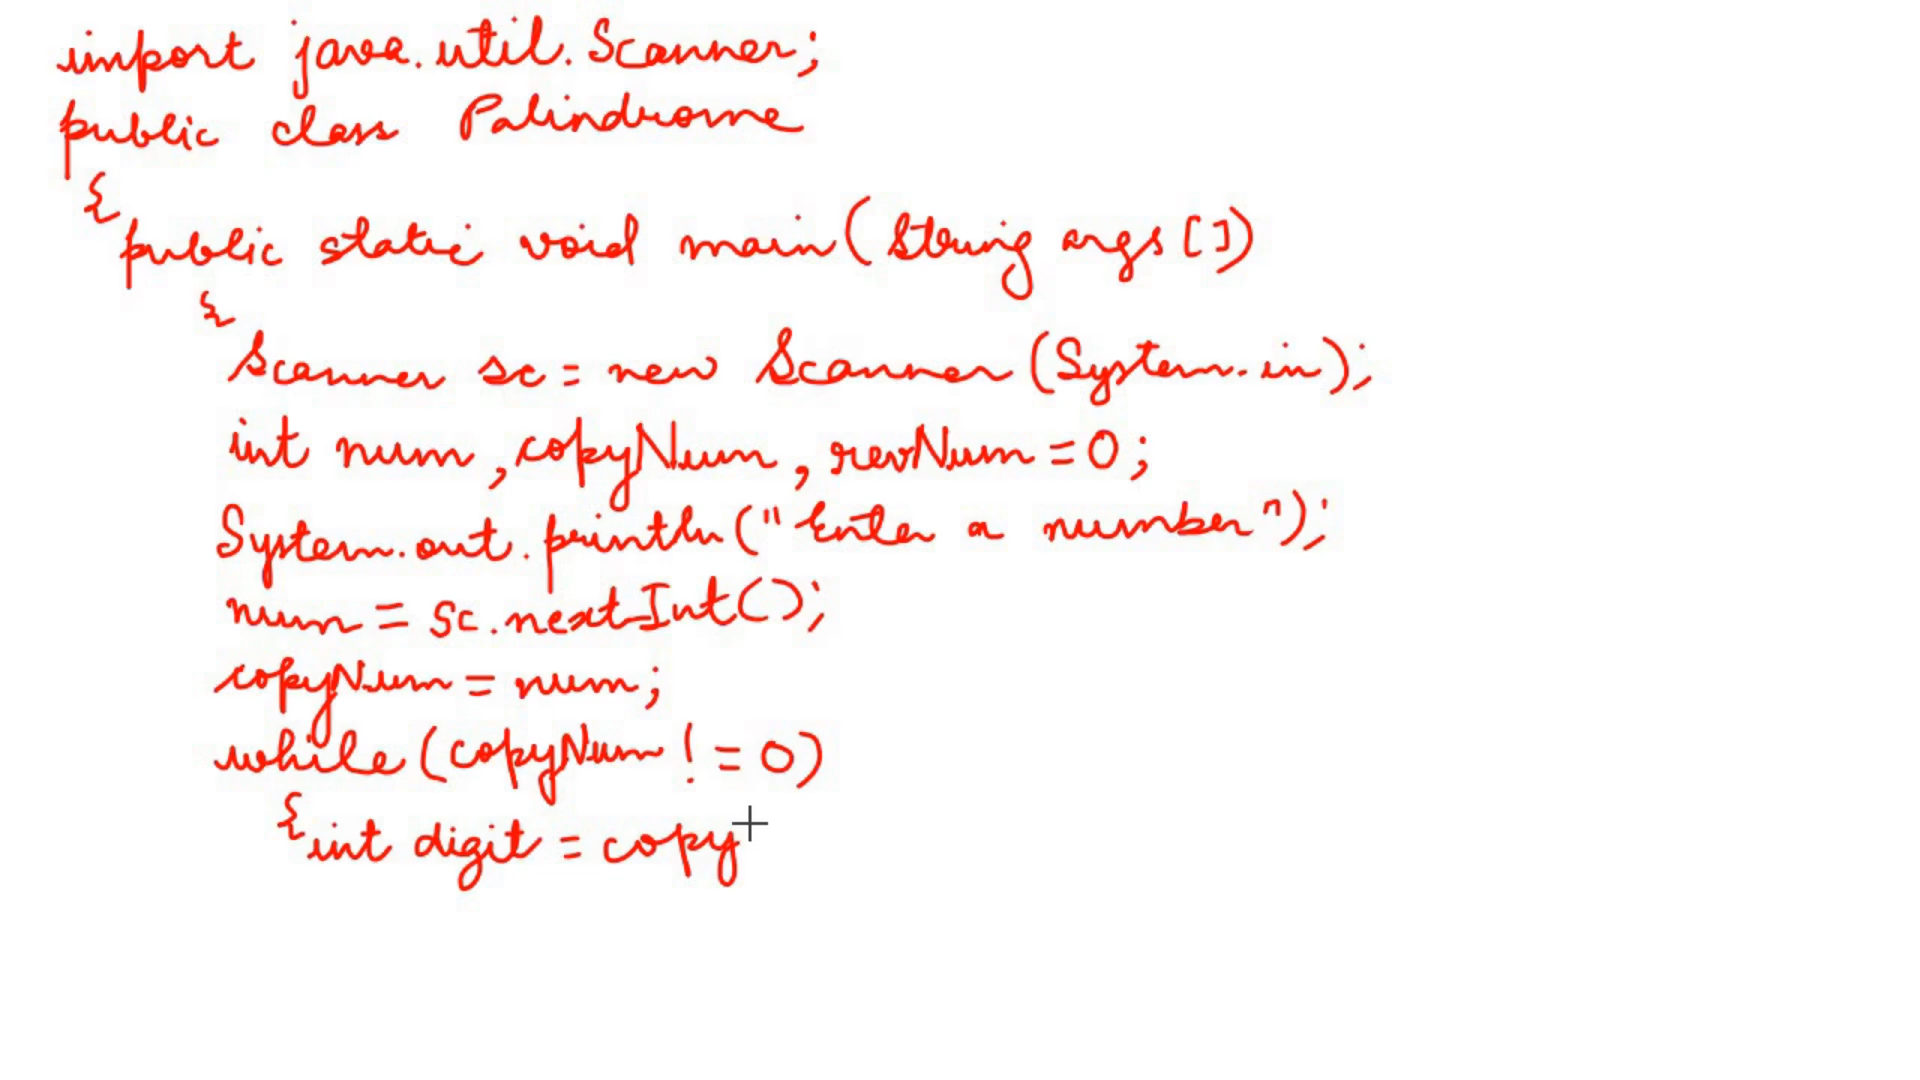 import java.util.Scanner;
public class Palindrome
{
public static void main(String args[])
{
Scanner sc = new Scanner(System.in);
int num, copyNum, revNum = 0;
System.out.println("Enter a number");
num = sc.nextInt();
copyNum = num;
while(copyNum != 0)
{int digit = copy